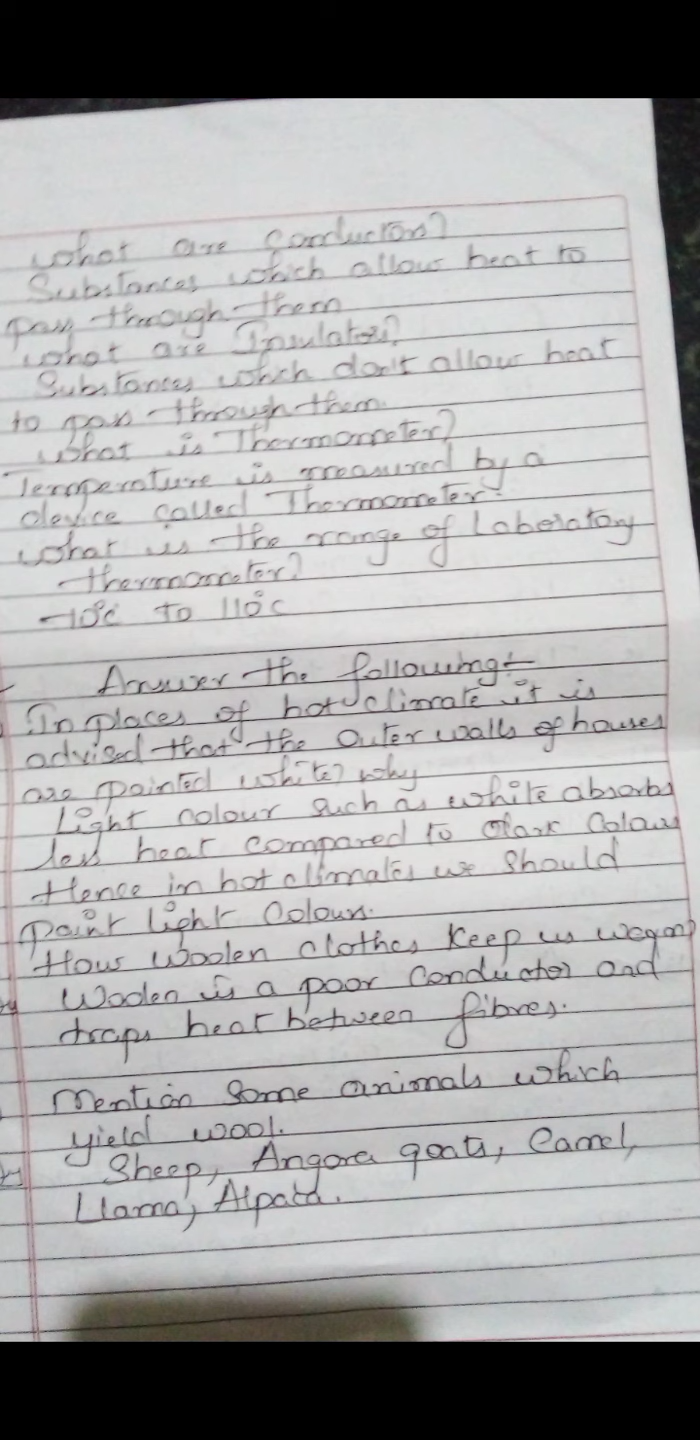 What are Conductors?
Substances which allow heat to
pass through them
What are Insulators?
Substances which don't allow heat
to pass through them.
What is Thermometer?
Temperature is measured by a
device called Thermometer.
What is the range of Laboratory
thermometer?
-10°C to 110°C
Answer the following:-
In places of hot climate it is
advised that the outer walls of houses
are painted white? why
Light colour such as white absorbs
less heat compared to dark colour
Hence in hot climates we should
paint light colour.
How woolen clothes keep us
Woolen is a poor conductor and
traps heat between fibres.
Mention some animals which
yield wool.
Sheep, Angora goats, Camel,
Llama,